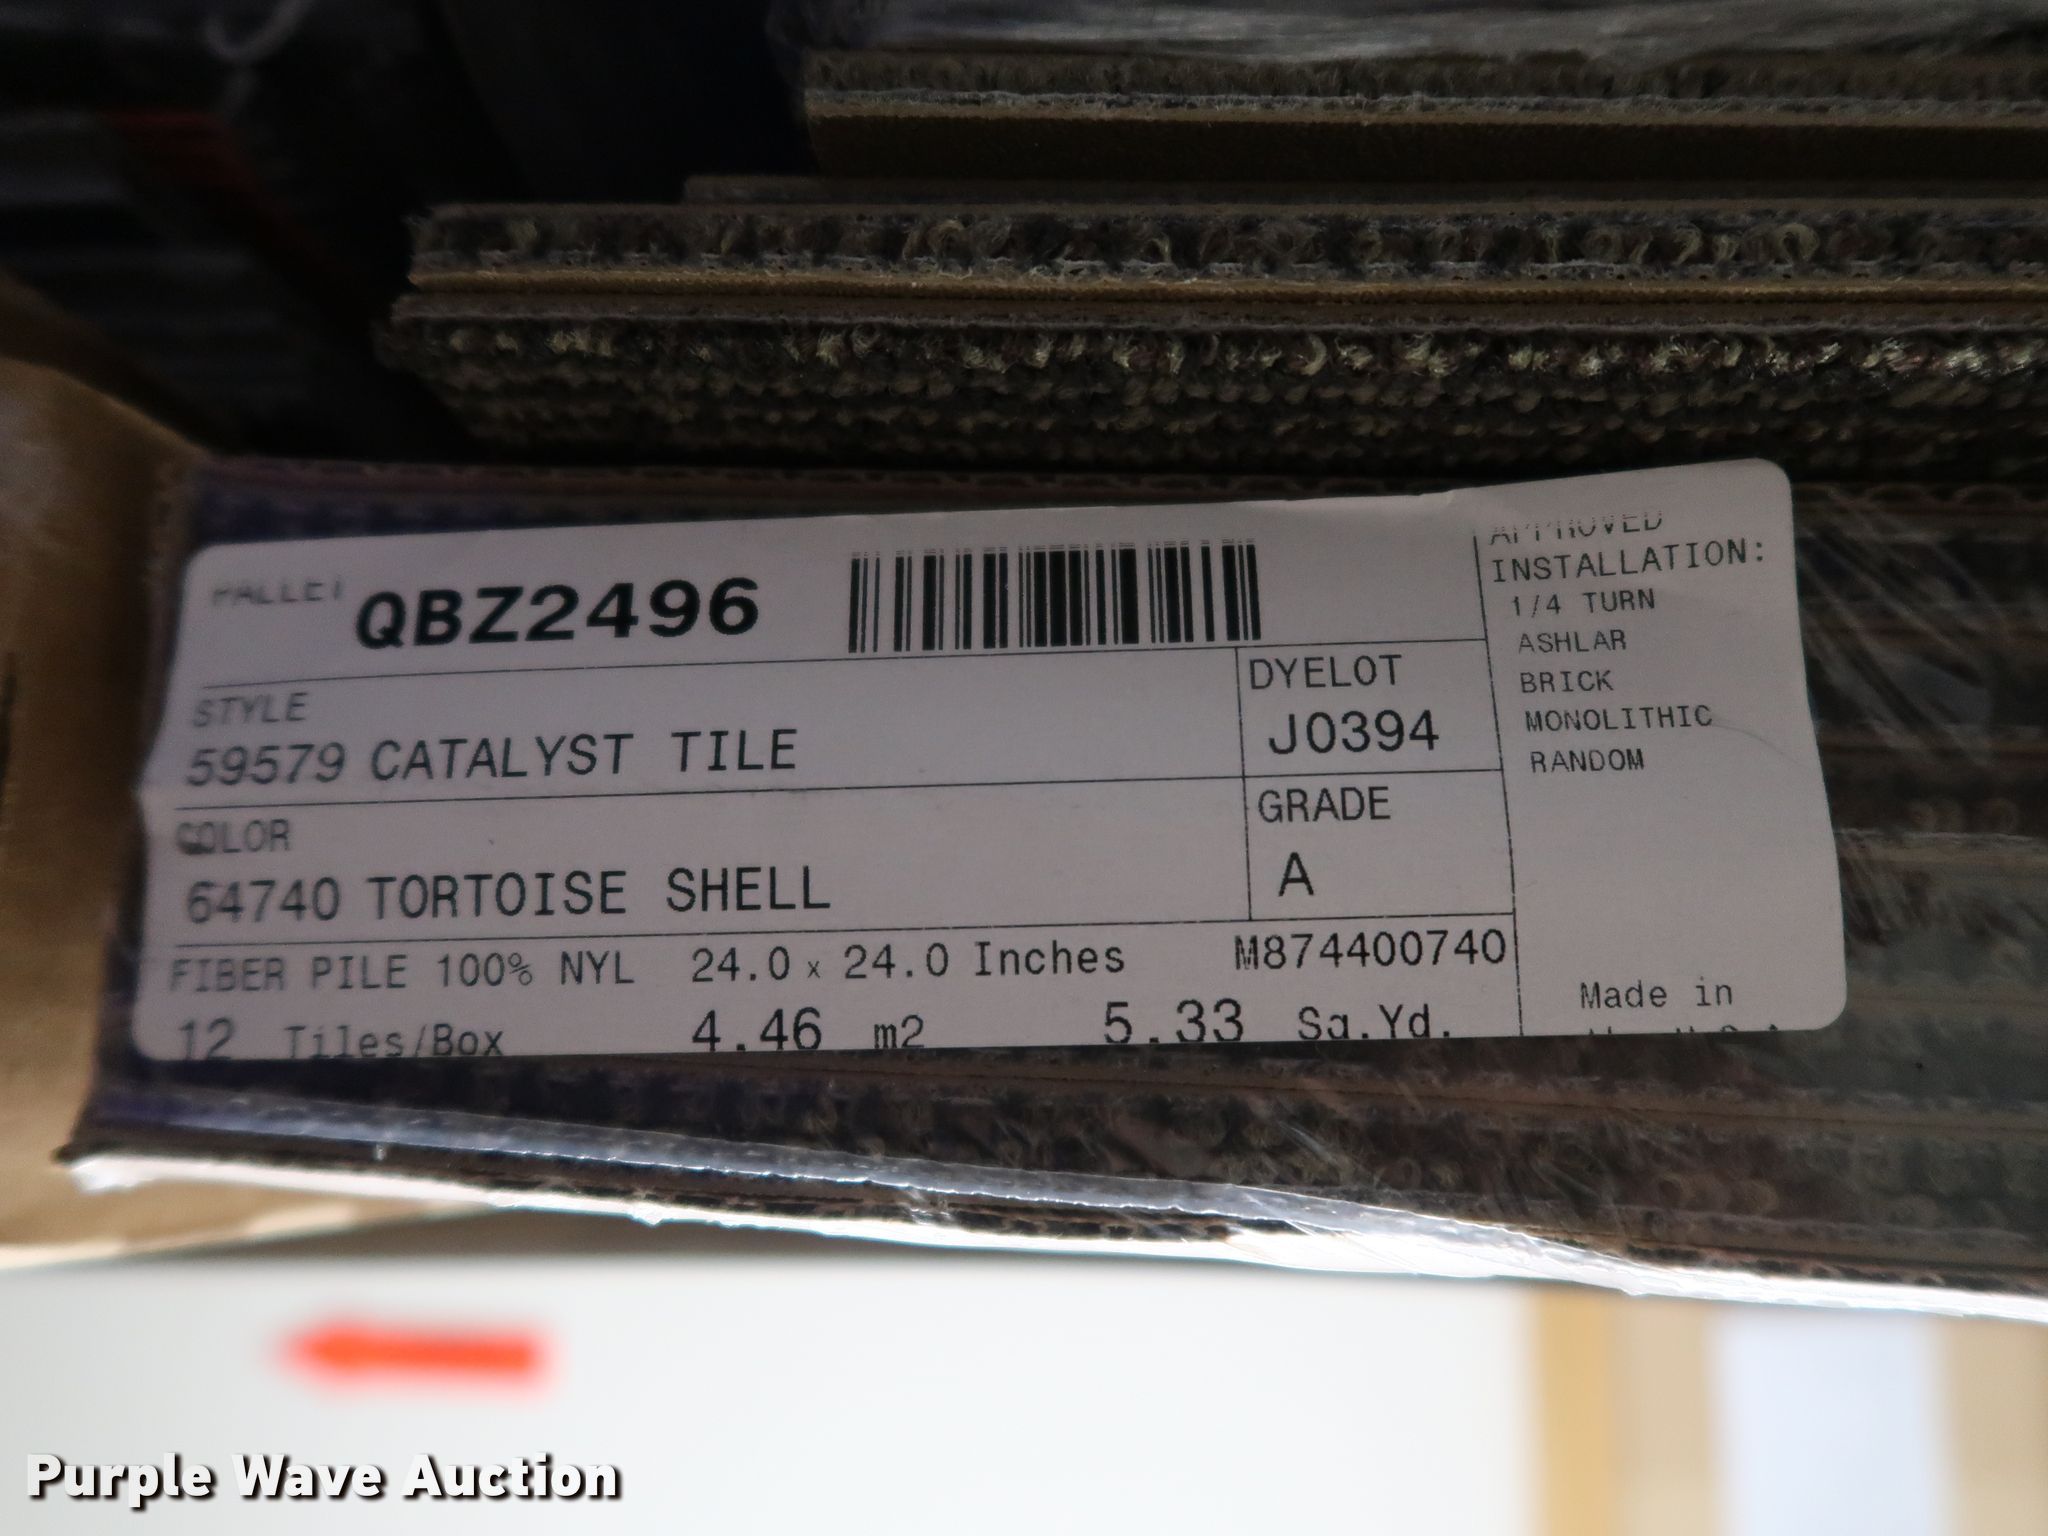 PALLET QBZ2496
STYLE
59579 CATALYST TILE
DYELOT
J0394
COLOR
64740 TORTOISE SHELL
GRADE
A
FIBER PILE 100% NYL 24.0 x 24.0 Inches M874400740
12 Tiles/Box 4.46 m2 5.33 Sq.Yd.
APPROVED
INSTALLATION:
1/4 TURN
ASHLAR
BRICK
MONOLITHIC
RANDOM
Made in
Purple Wave Auction